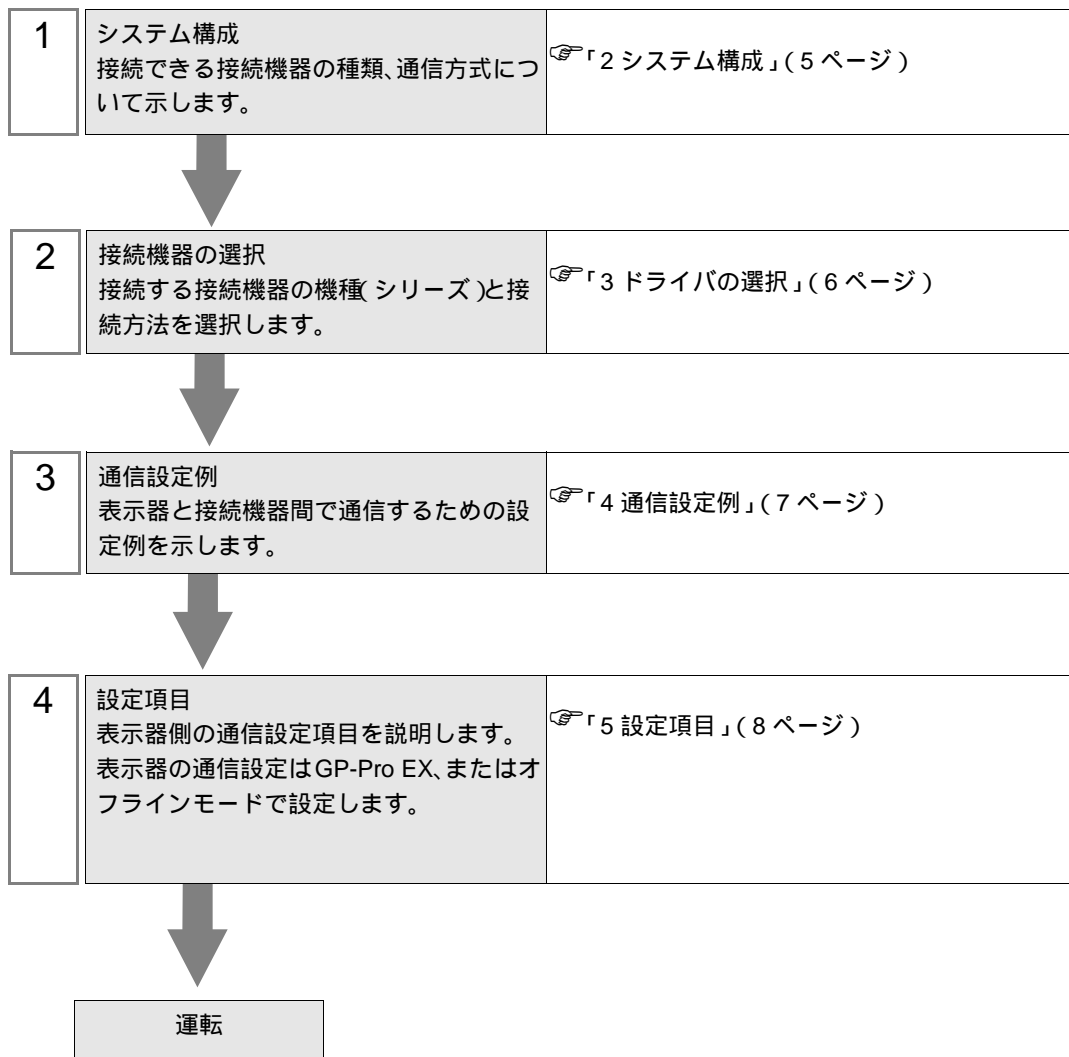 1
システム構成
接続できる接続機器の種類、通信方式につ
いて示します。
☞「2 システム構成」(5 ページ)
2
接続機器の選択
接続する接続機器の機種(シリーズ)と接
続方法を選択します。
☞「3 ドライバの選択」(6 ページ)
3
通信設定例
表示器と接続機器間で通信するための設
定例を示します。
☞「4 通信設定例」(7 ページ)
4
設定項目
表示器側の通信設定項目を説明します。
表示器の通信設定はGP-Pro EX、またはオ
フラインモードで設定します。
☞「5 設定項目」(8 ページ)
運転